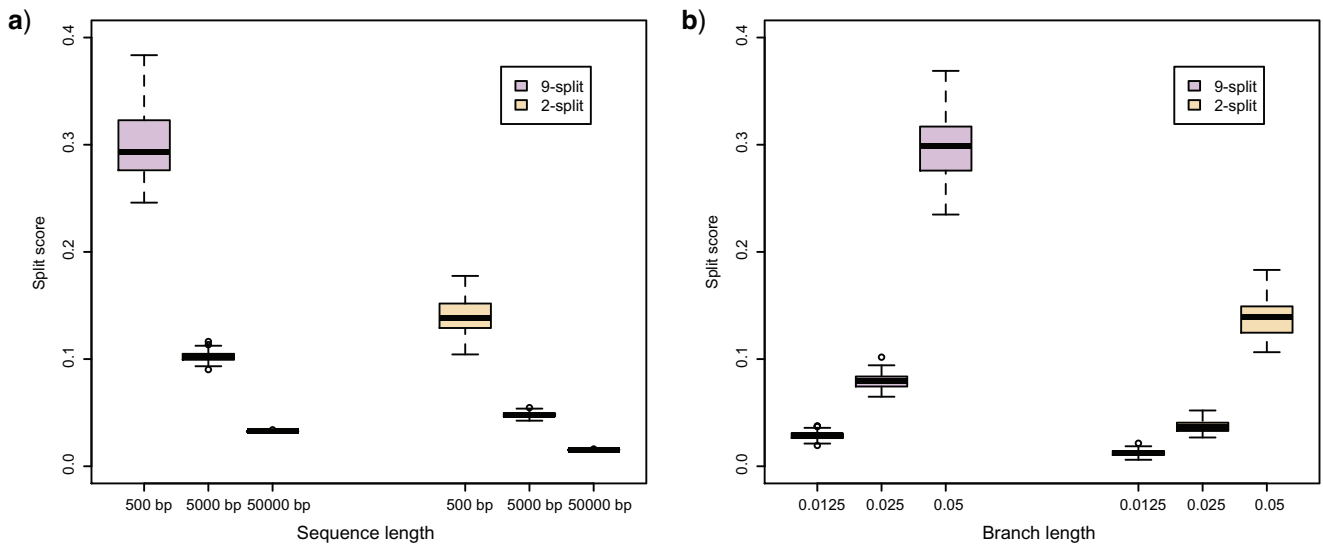 a)
0.4
0.3
0.2
0.1
0.0
Split score
9-split
2-split
500 bp 5000 bp 50000 bp 500 bp 5000 bp 50000 bp
Sequence length
b)
0.4
0.3
0.2
0.1
0.0
Split score
9-split
2-split
0.0125 0.025 0.05 0.0125 0.025 0.05
Branch length